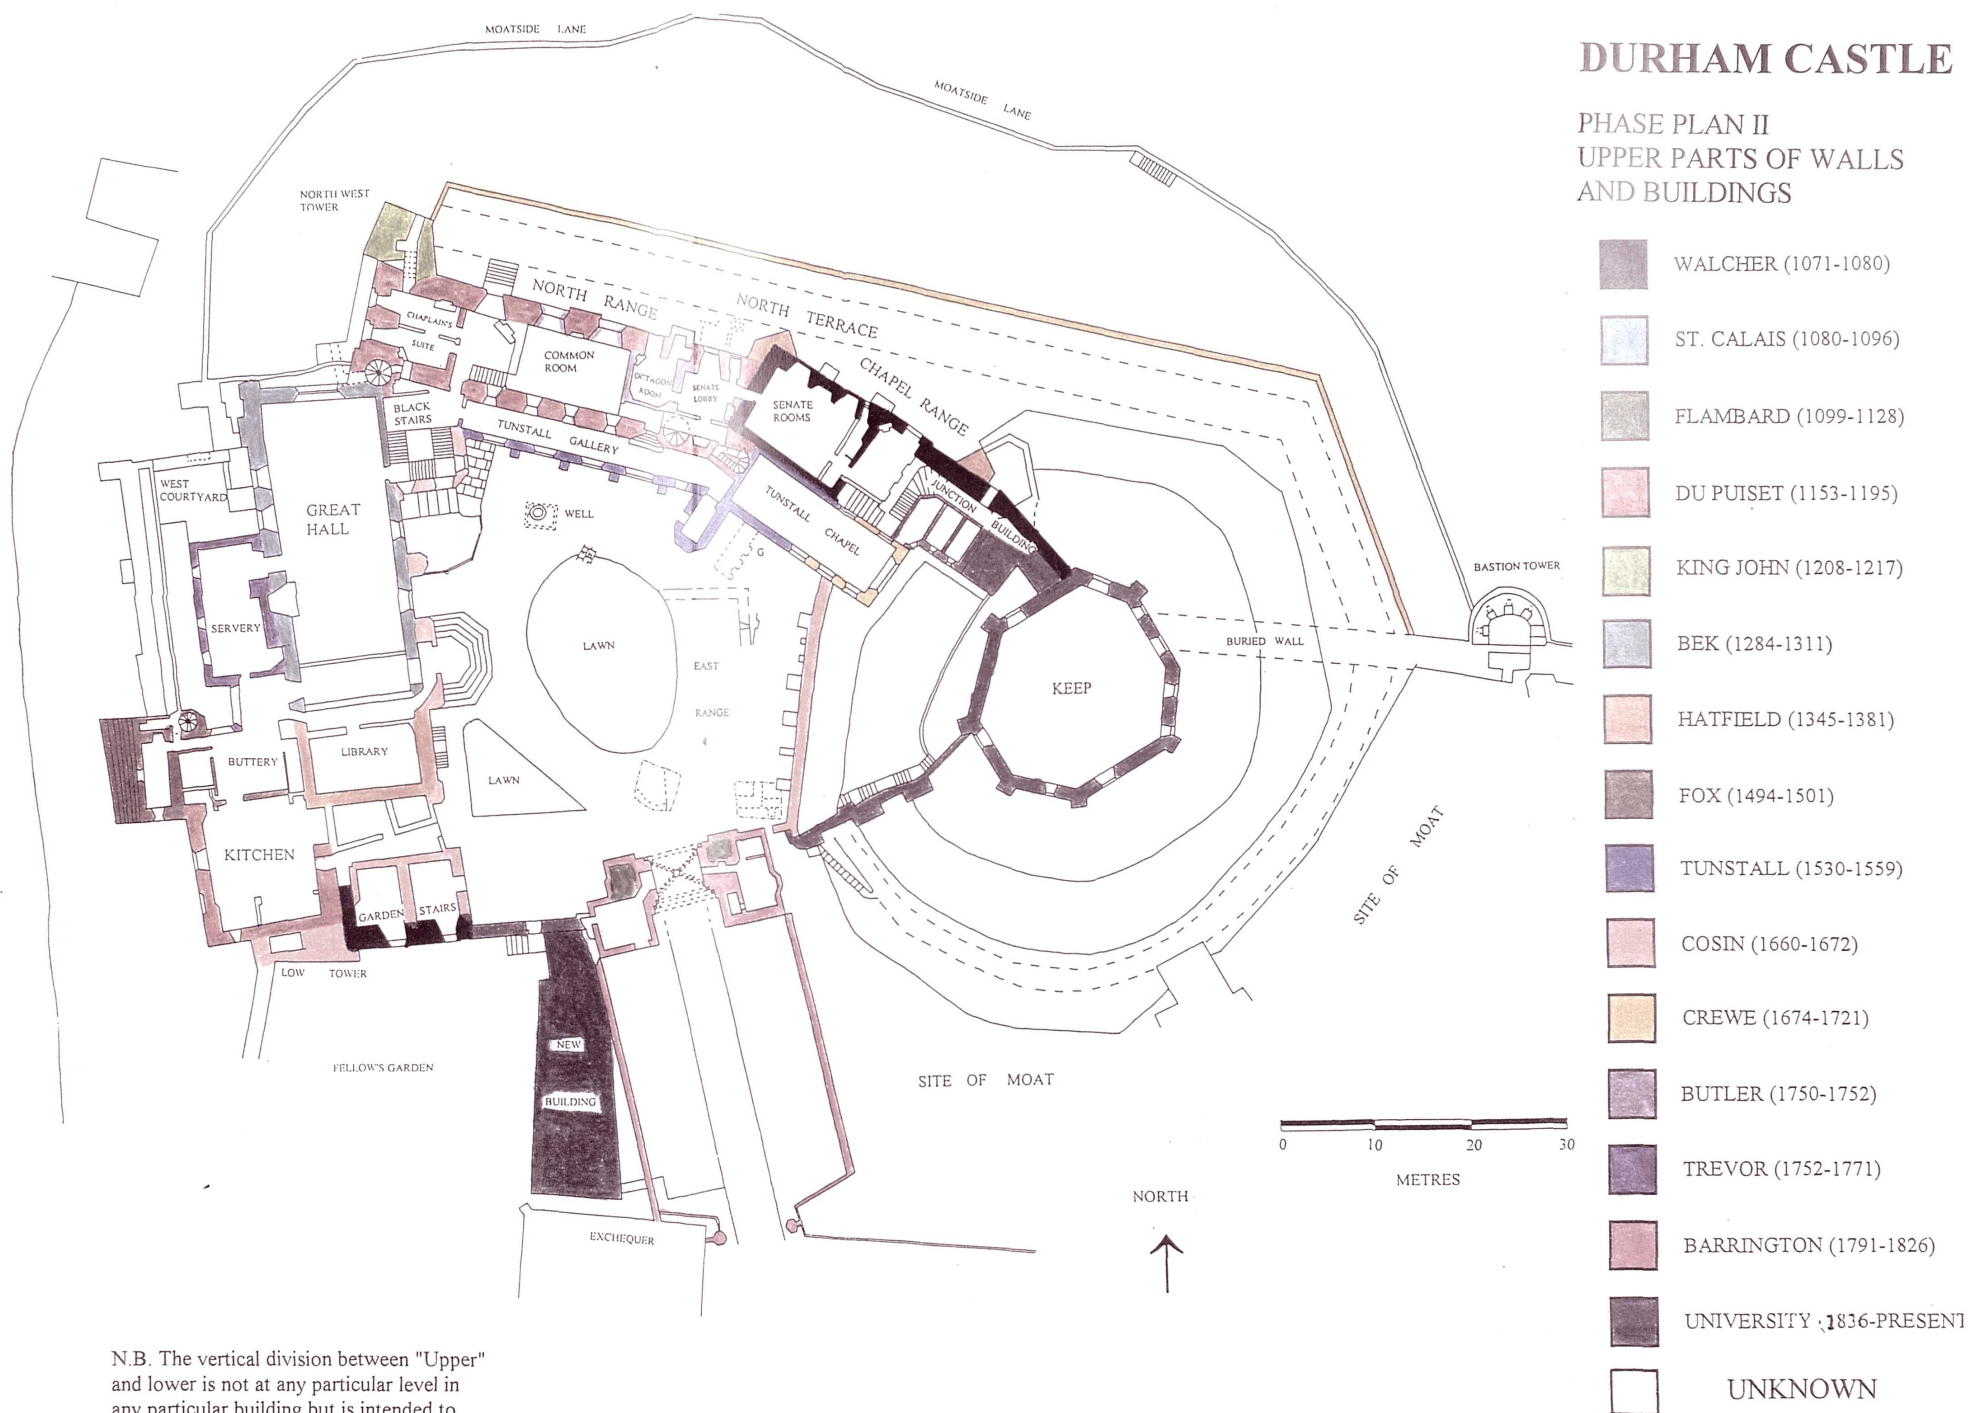 DURHAM CASTLE
PHASE PLAN II
UPPER PARTS OF WALLS
AND BUILDINGS
WALCHER (1071-1080)
ST. CALAIS (1080-1096)
FLAMBARD (1099-1128)
DU PUISET (1153-1195)
KING JOHN (1208-1217)
BEK (1284-1311)
HATFIELD (1345-1381)
FOX (1494-1501)
TUNSTALL (1530-1559)
COSIN (1660-1672)
CREWE (1674-1721)
BUTLER (1750-1752)
TREVOR (1752-1771)
BARRINGTON (1791-1826)
UNIVERSITY (1836-PRESENT
UNKNOWN
MOATSIDE LANE
MOATSIDE LANE
NORTH WEST
TOWER
NORTH RANGE
NORTH TERRACE
CHAPEL RANGE
CHAPLAIN'S
SUITE
COMMON
ROOM
OCTAGON
ROOM
SENATE
LOBBY
SENATE
ROOMS
BLACK
STAIRS
TUNSTALL GALLERY
TUNSTALL CHAPEL
JUNCTION
BUILDING
WEST
COURTYARD
GREAT
HALL
WELL
G
SERVERY
LAWN
EAST
RANGE
KEEP
BURIED WALL
BASTION TOWER
BUTTERY
LIBRARY
LAWN
KITCHEN
GARDEN STAIRS
LOW TOWER
FELLOW'S GARDEN
NEW
BUILDING
EXCHEQUER
SITE OF MOAT
SITE OF MOAT
NORTH
0 10 20 30
METRES
N.B. The vertical division between "Upper"
and lower is not at any particular level in
any particular building but is intended to